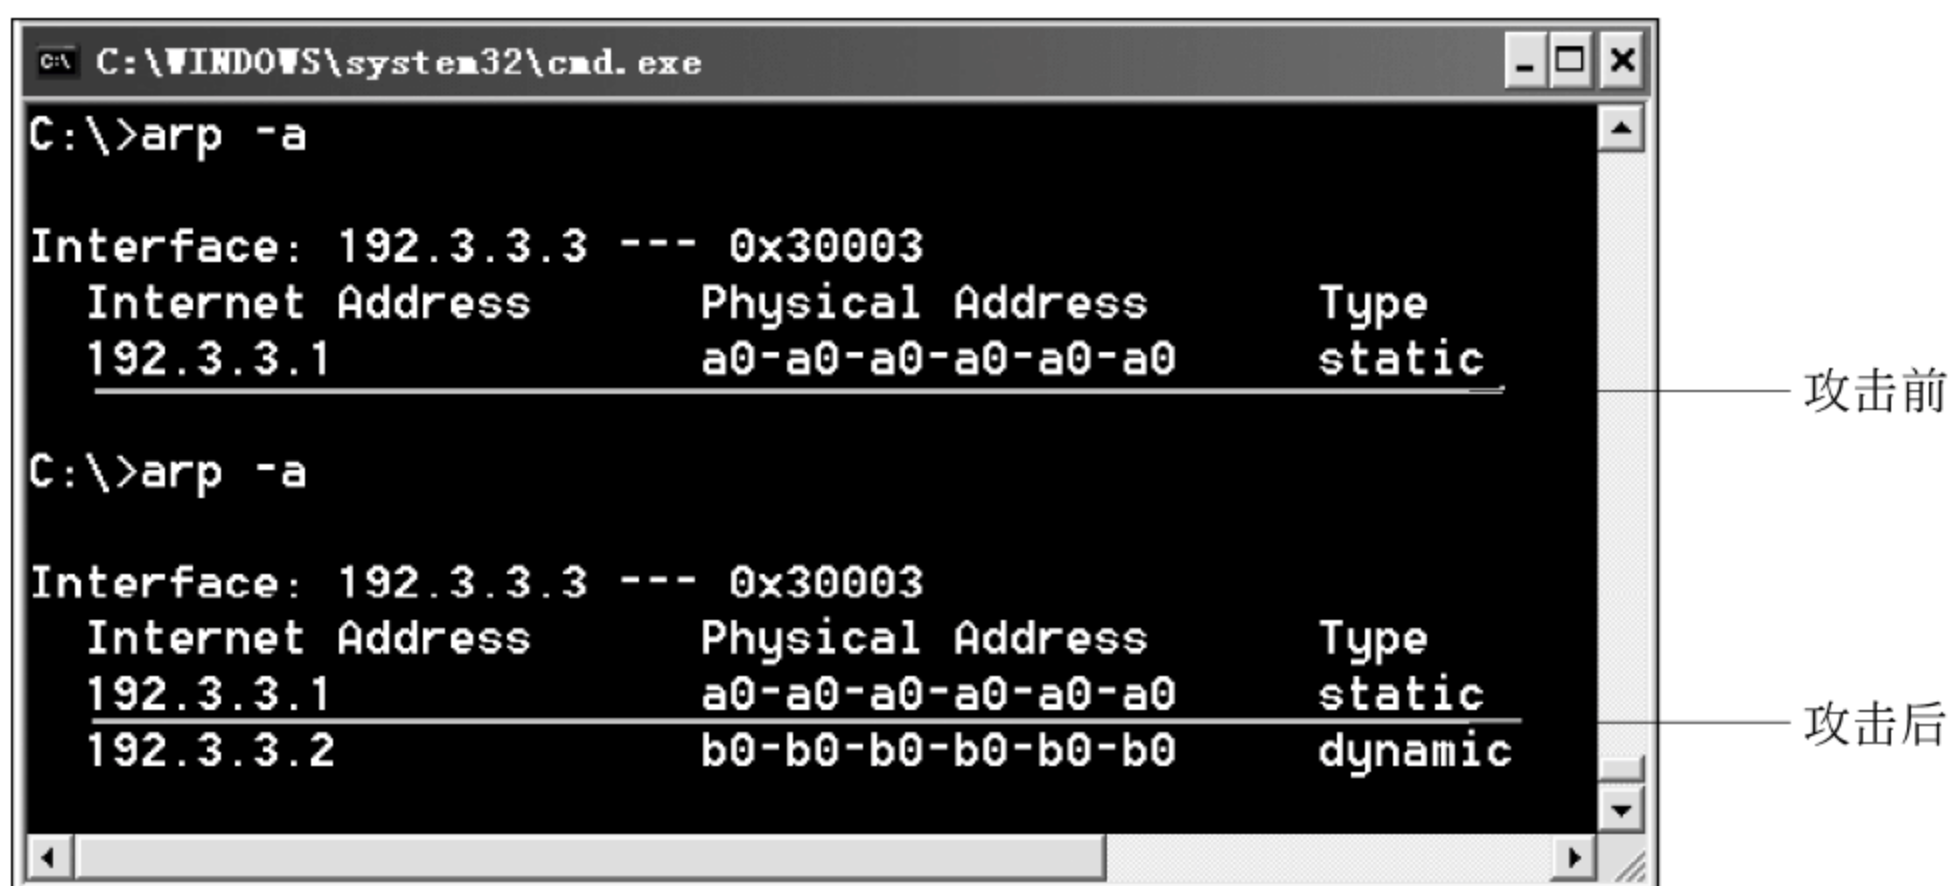 C:\WINDOWS\system32\cmd.exe
C:\>arp -a
Interface: 192.3.3.3 --- 0x30003
Internet Address Physical Address Type
192.3.3.1 a0-a0-a0-a0-a0-a0 static
攻击前
C:\>arp -a
Interface: 192.3.3.3 --- 0x30003
Internet Address Physical Address Type
192.3.3.1 a0-a0-a0-a0-a0-a0 static
攻击后
192.3.3.2 b0-b0-b0-b0-b0-b0 dynamic